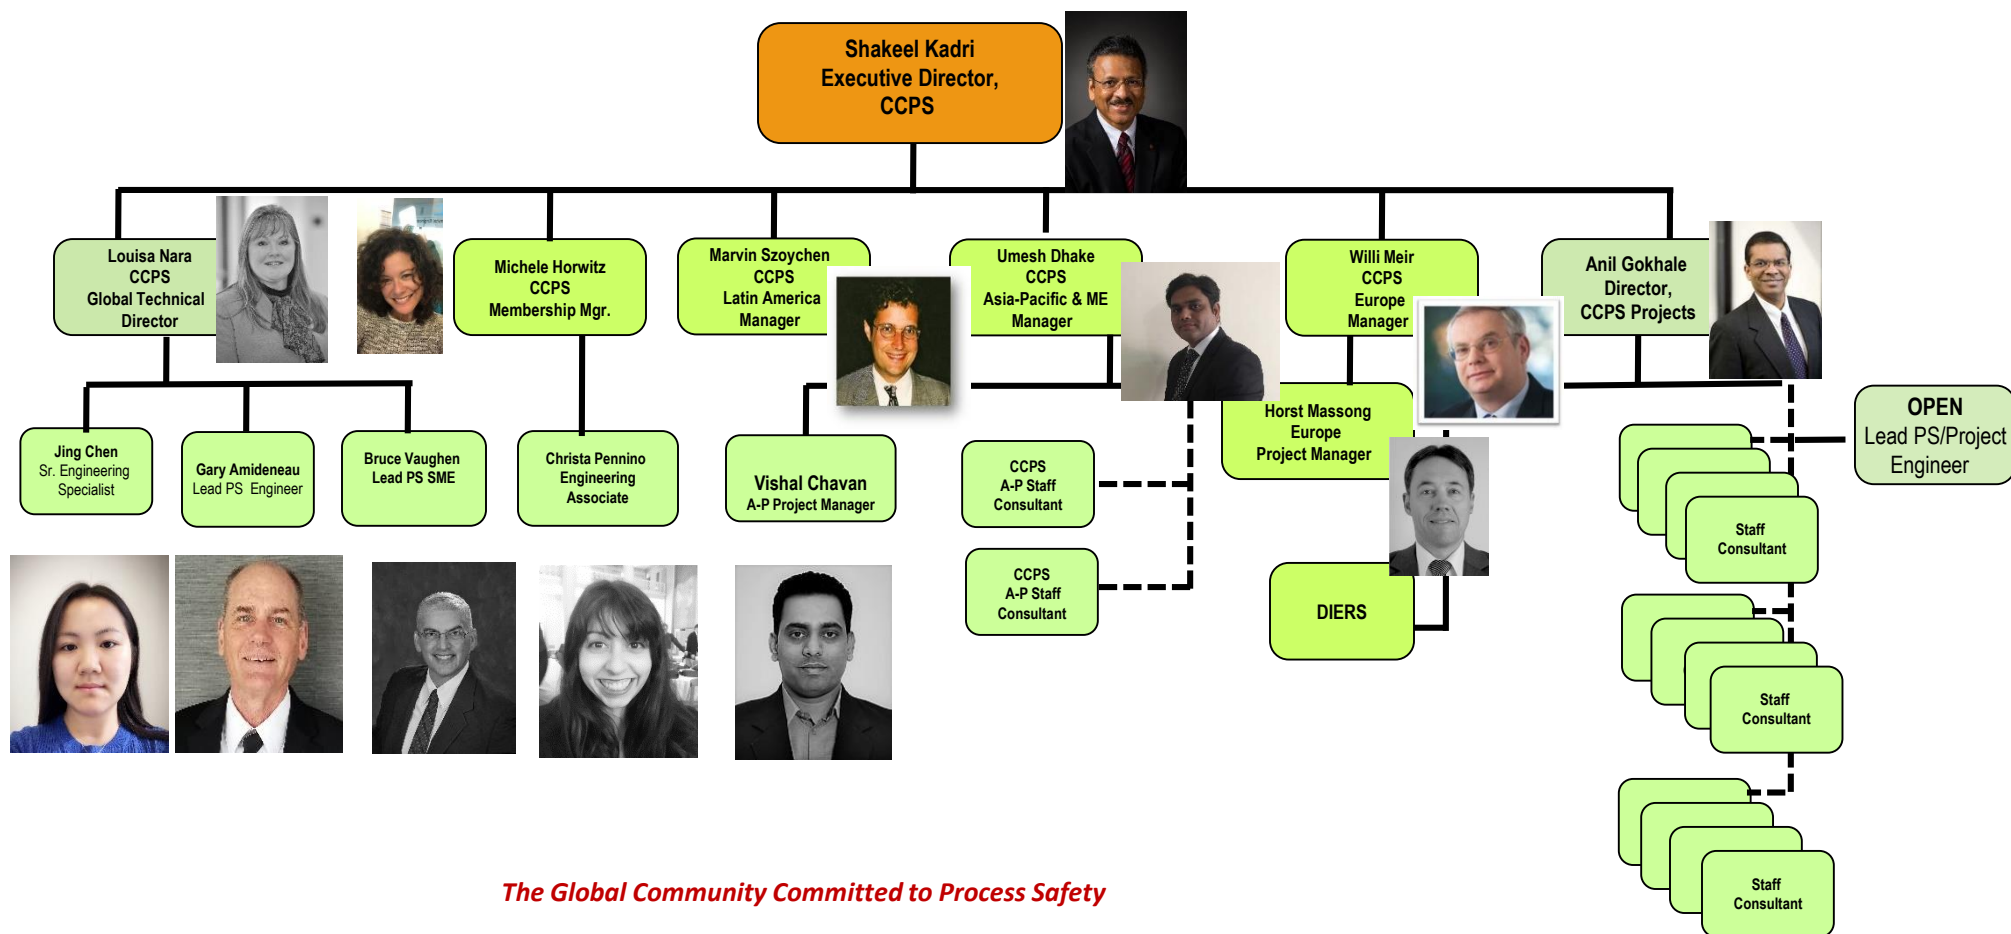 Shakeel Kadri
Executive Director,
CCPS
Louisa Nara
CCPS
Global Technical
Director
Michele Horwitz
CCPS
Membership Mgr.
Marvin Szoychen
CCPS
Latin America
Manager
Umesh Dhake
CCPS
Asia-Pacific & ME
Manager
Willi Meir
CCPS
Europe
Manager
Anil Gokhale
Director,
CCPS Projects
Jing Chen
Sr. Engineering
Specialist
Gary Amideneau
Lead PS Engineer
Bruce Vaughen
Lead PS SME
Christa Pennino
Engineering
Associate
Vishal Chavan
A-P Project Manager
CCPS
A-P Staff
Consultant
CCPS
A-P Staff
Consultant
Horst Massong
Europe
Project Manager
DIERS
OPEN
Lead PS/Project
Engineer
Staff
Consultant
Staff
Consultant
Staff
Consultant
The Global Community Committed to Process Safety